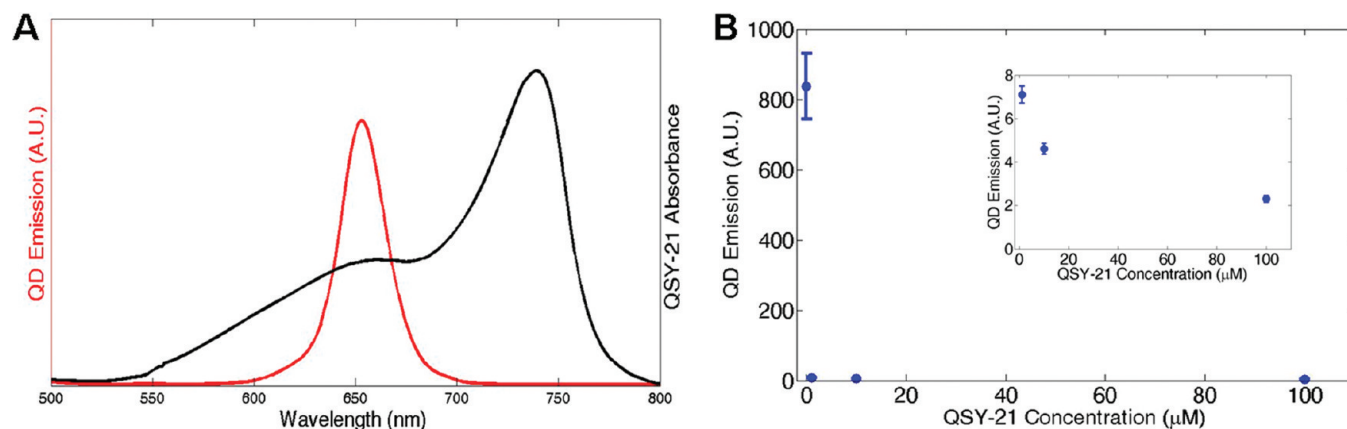 A
QD Emission (A.U.)
QSY-21 Absorbance
500 550 600 650 700 750 800
Wavelength (nm)
B
QD Emission (A.U.)
1000
800
600
400
200
0
0 20 40 60 80 100
QSY-21 Concentration (μM)
QD Emission (A.U.)
8
6
4
2
0
0 20 40 60 80 100
QSY-21 Concentration (μM)